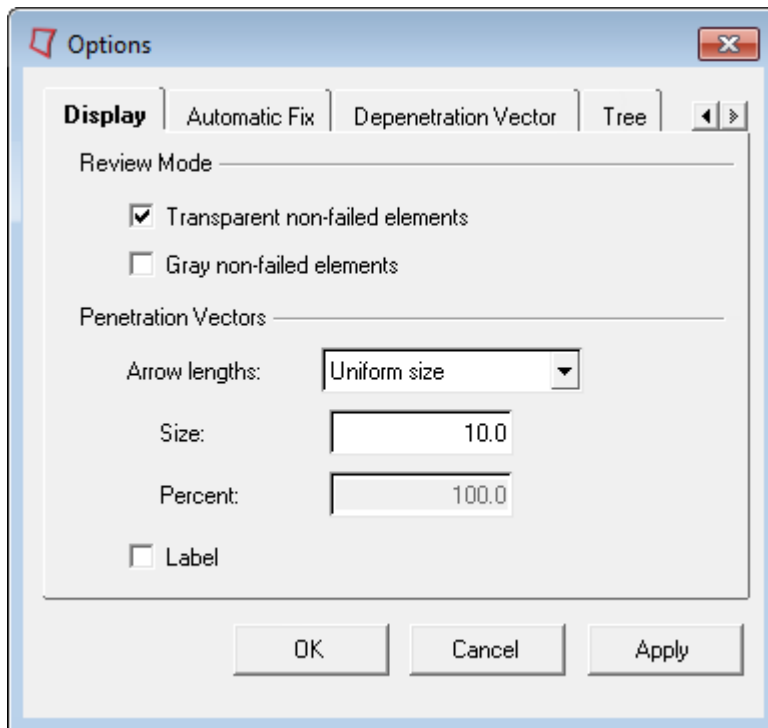 Options
Display Automatic Fix Depenetration Vector Tree
Review Mode
Transparent non-failed elements
Gray non-failed elements
Penetration Vectors
Arrow lengths: Uniform size
Size: 10.0
Percent: 100.0
Label
OK Cancel Apply